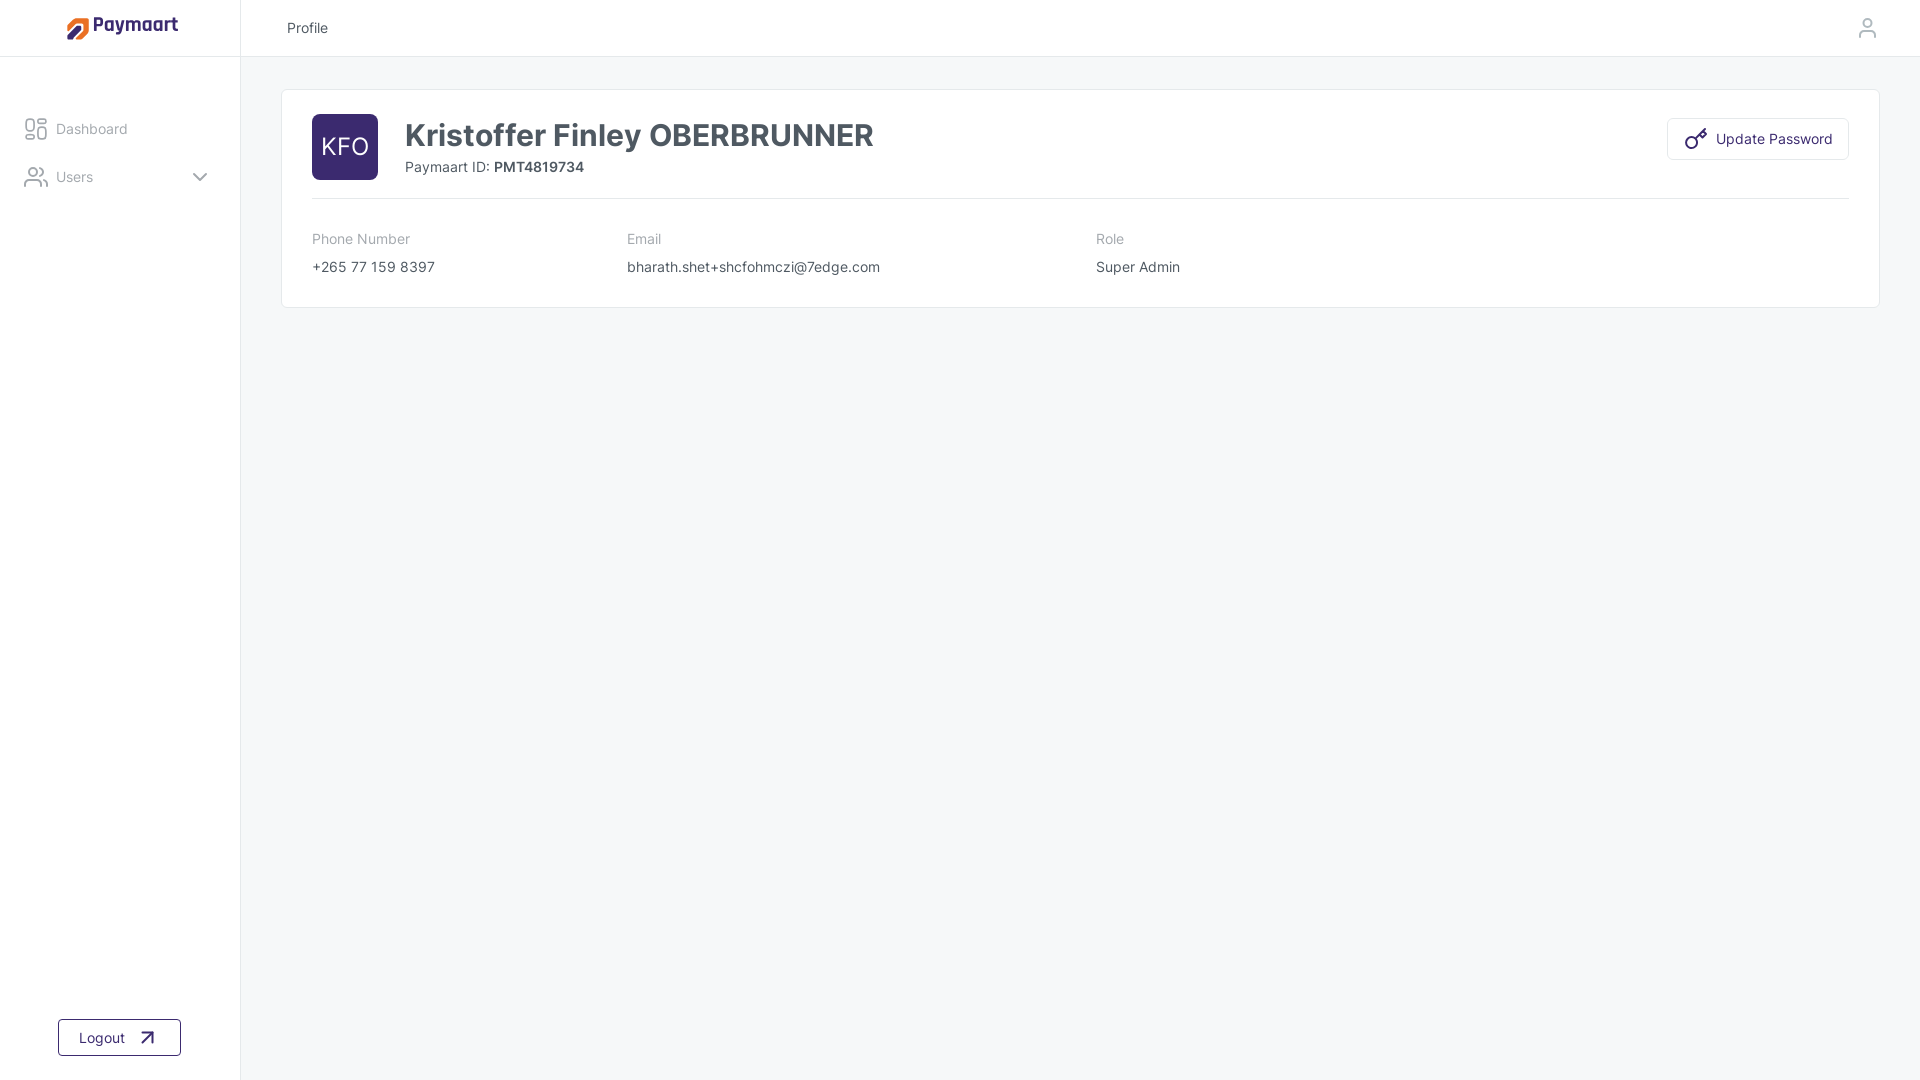 Paymaart
Profile
Dashboard
Users
KFO
Kristoffer Finley OBERBRUNNER
Paymaart ID: PMT4819734
Update Password
Phone Number
+265 77 159 8397
Email
bharath.shet+shcfohmczi@7edge.com
Role
Super Admin
Logout